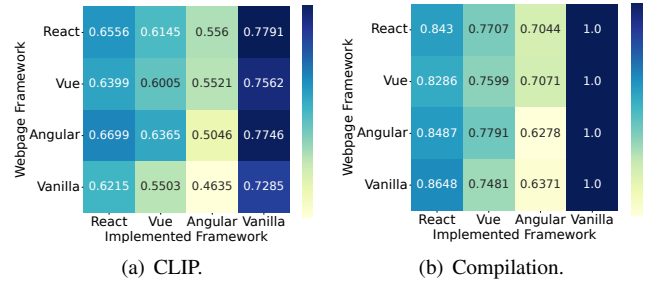 Webpage Framework
React 0.6556 0.6145 0.556 0.7791
Vue 0.6399 0.6005 0.5521 0.7562
Angular 0.6699 0.6365 0.5046 0.7746
Vanilla 0.6215 0.5503 0.4635 0.7285
React Vue Angular Vanilla
Implemented Framework
(a) CLIP.
Webpage Framework
React 0.843 0.7707 0.7044 1.0
Vue 0.8286 0.7599 0.7071 1.0
Angular 0.8487 0.7791 0.6278 1.0
Vanilla 0.8648 0.7481 0.6371 1.0
React Vue Angular Vanilla
Implemented Framework
(b) Compilation.